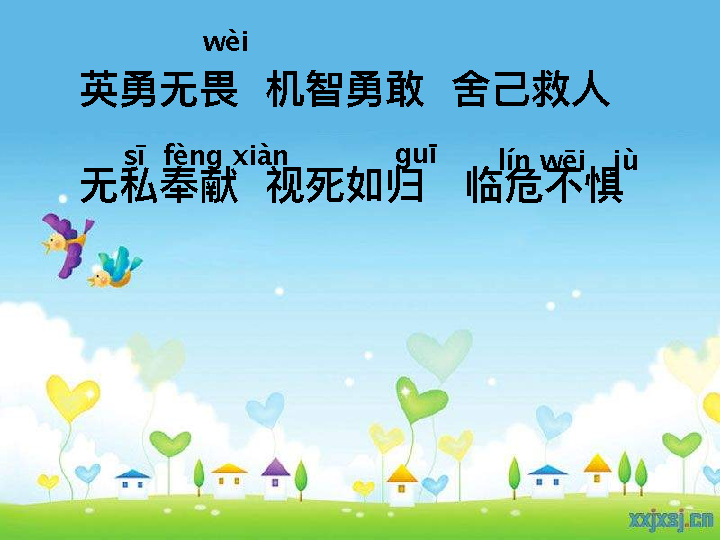 wèi
英勇无畏 机智勇敢 舍己救人
sī fèng xiàn guī lín wēi jù
无私奉献 视死如归 临危不惧
xxjxsj.cn